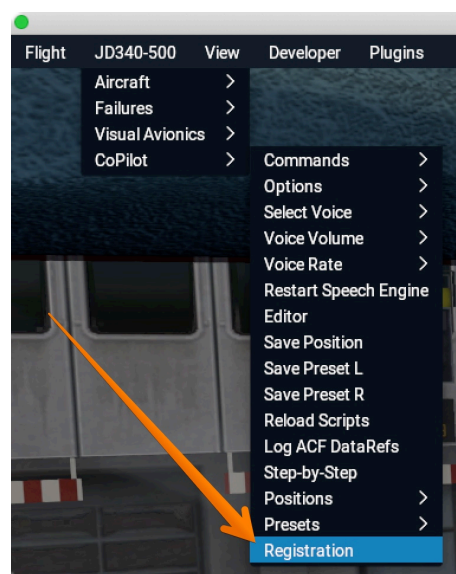 Flight JD340-500 View Developer Plugins
Aircraft
Failures
Visual Avionics
CoPilot
Commands
Options
Select Voice
Voice Volume
Voice Rate
Restart Speech Engine
Editor
Save Position
Save Preset L
Save Preset R
Reload Scripts
Log ACF DataRefs
Step-by-Step
Positions
Presets
Registration